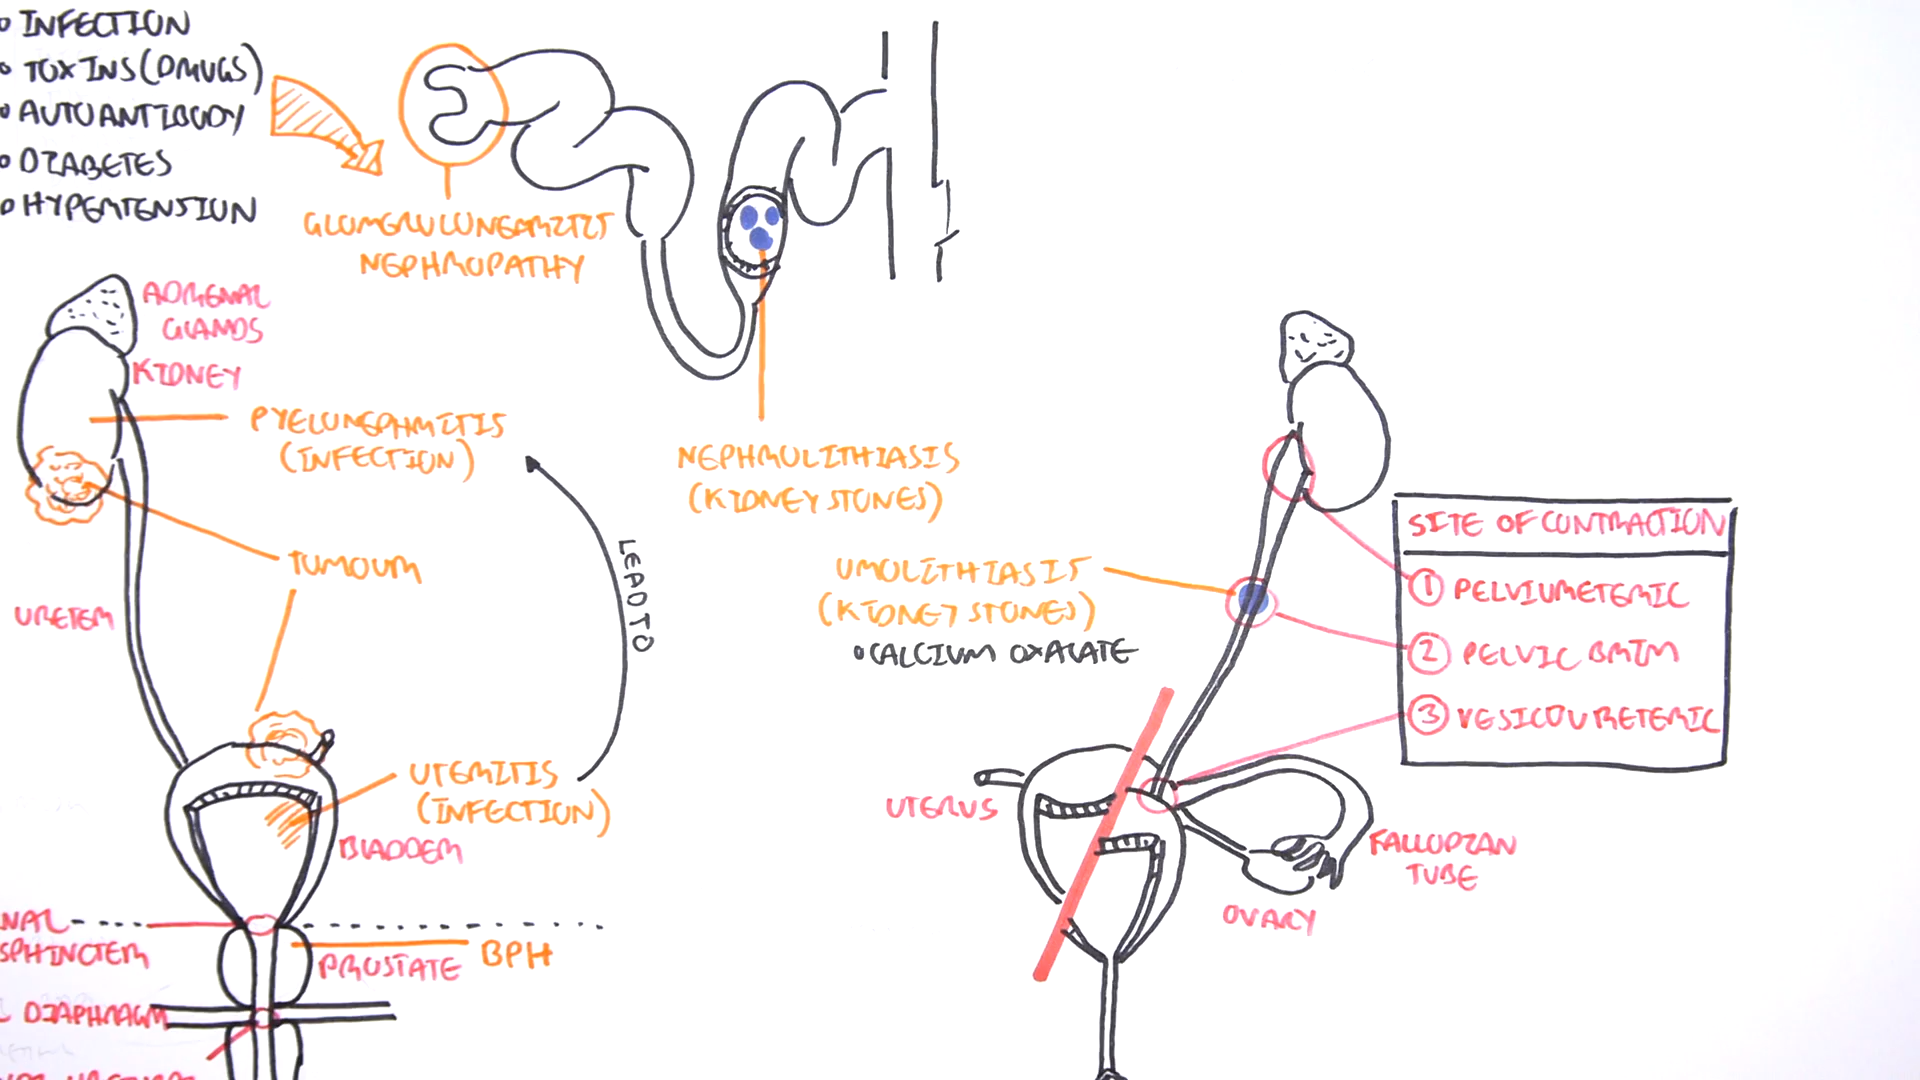 o INFECTION
o TOXINS (DRUGS)
o AUTOANTIBODY
o DIABETES
o HYPERTENSION
GLOMERULONEPHRITIS
NEPHROPATHY
ADRENAL
GLANDS
KIDNEY
PYELONEPHRITIS
(INFECTION)
NEPHROLITHIASIS
(KIDNEY STONES)
TUMOUR
LEAD TO
URETER
URETRITIS
(INFECTION)
BLADDER
NAL
SPHINCTER
PROSTATE
BPH
L DIAPHRAGM
UROLITHIASIS
(KIDNEY STONES)
o CALCIUM OXALATE
SITE OF CONTRACTION
1 PELVIURETERIC
2 PELVIC BRIM
3 VESICOURETERIC
UTERUS
FALLOPIAN
TUBE
OVARY